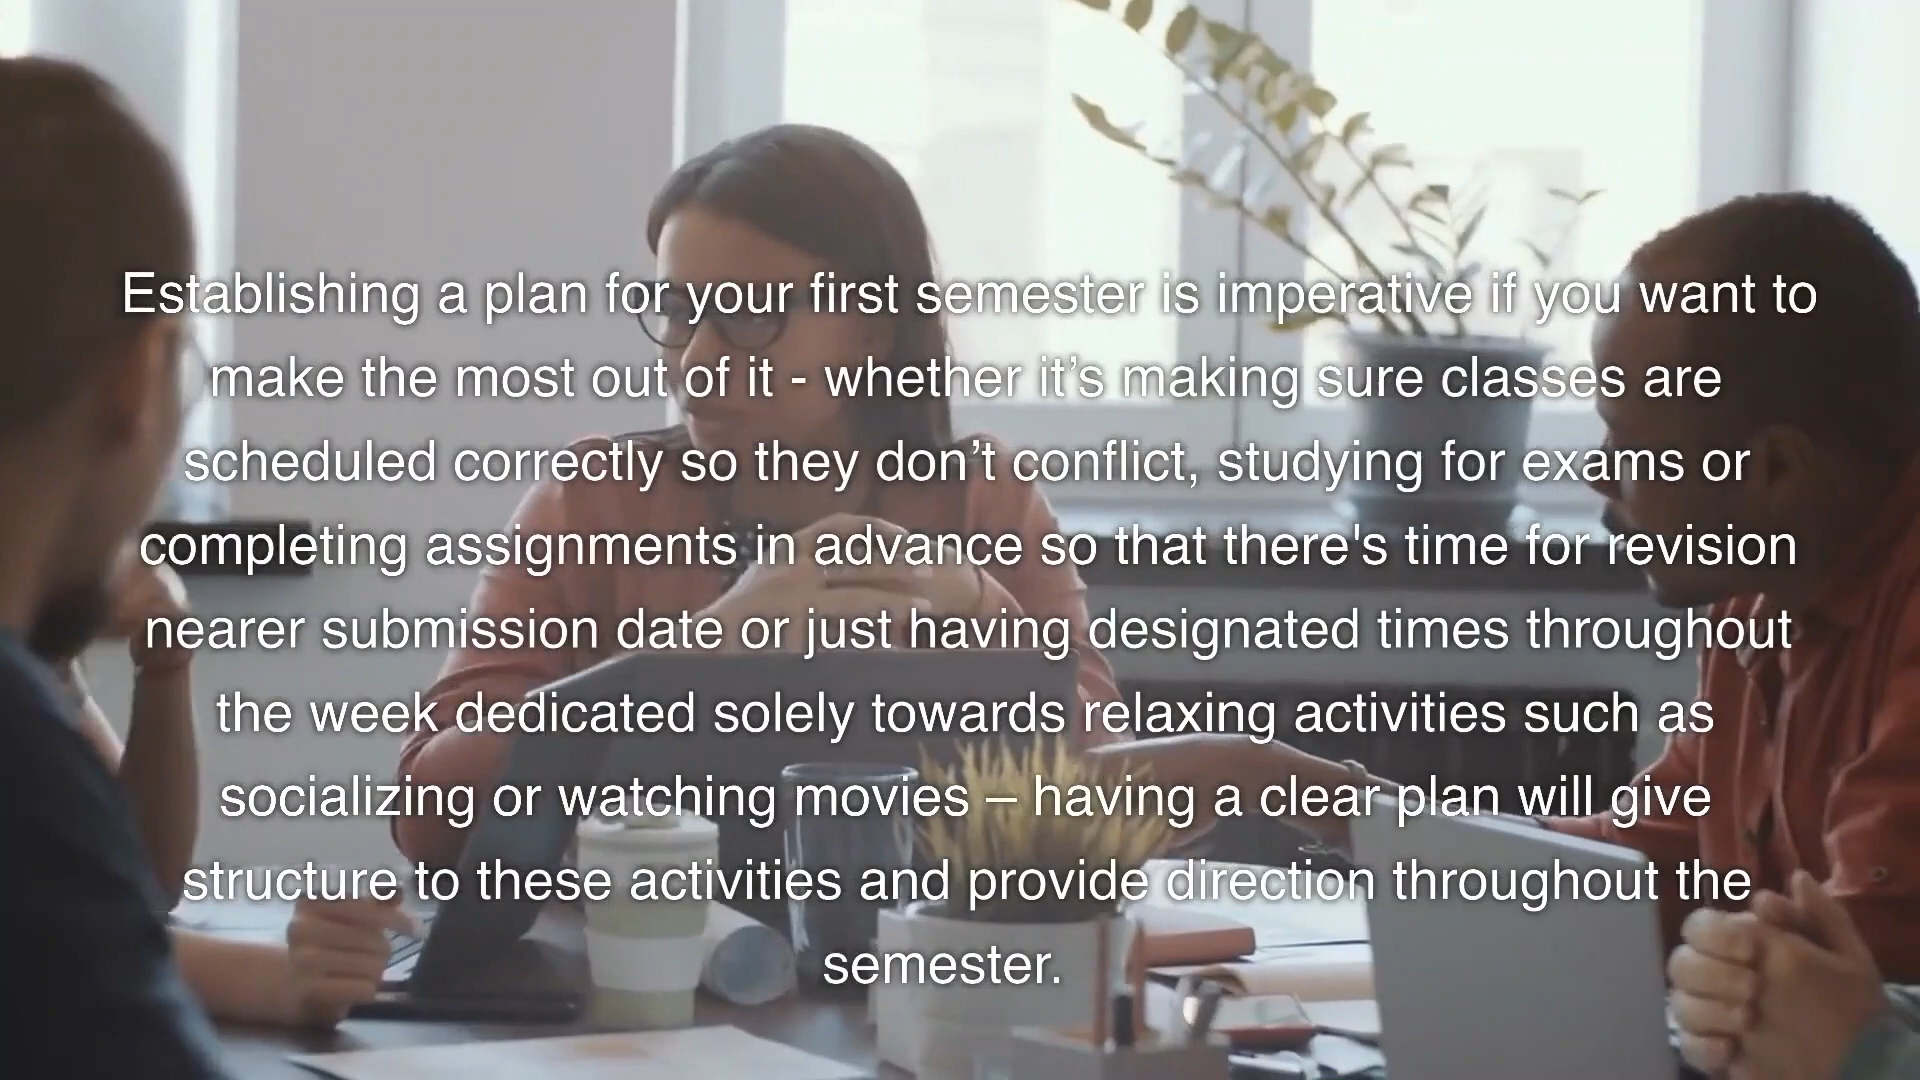 Establishing a plan for your first semester is imperative if you want to
make the most out of it - whether it’s making sure classes are
scheduled correctly so they don’t conflict, studying for exams or
completing assignments in advance so that there's time for revision
nearer submission date or just having designated times throughout
the week dedicated solely towards relaxing activities such as
socializing or watching movies – having a clear plan will give
structure to these activities and provide direction throughout the
semester.